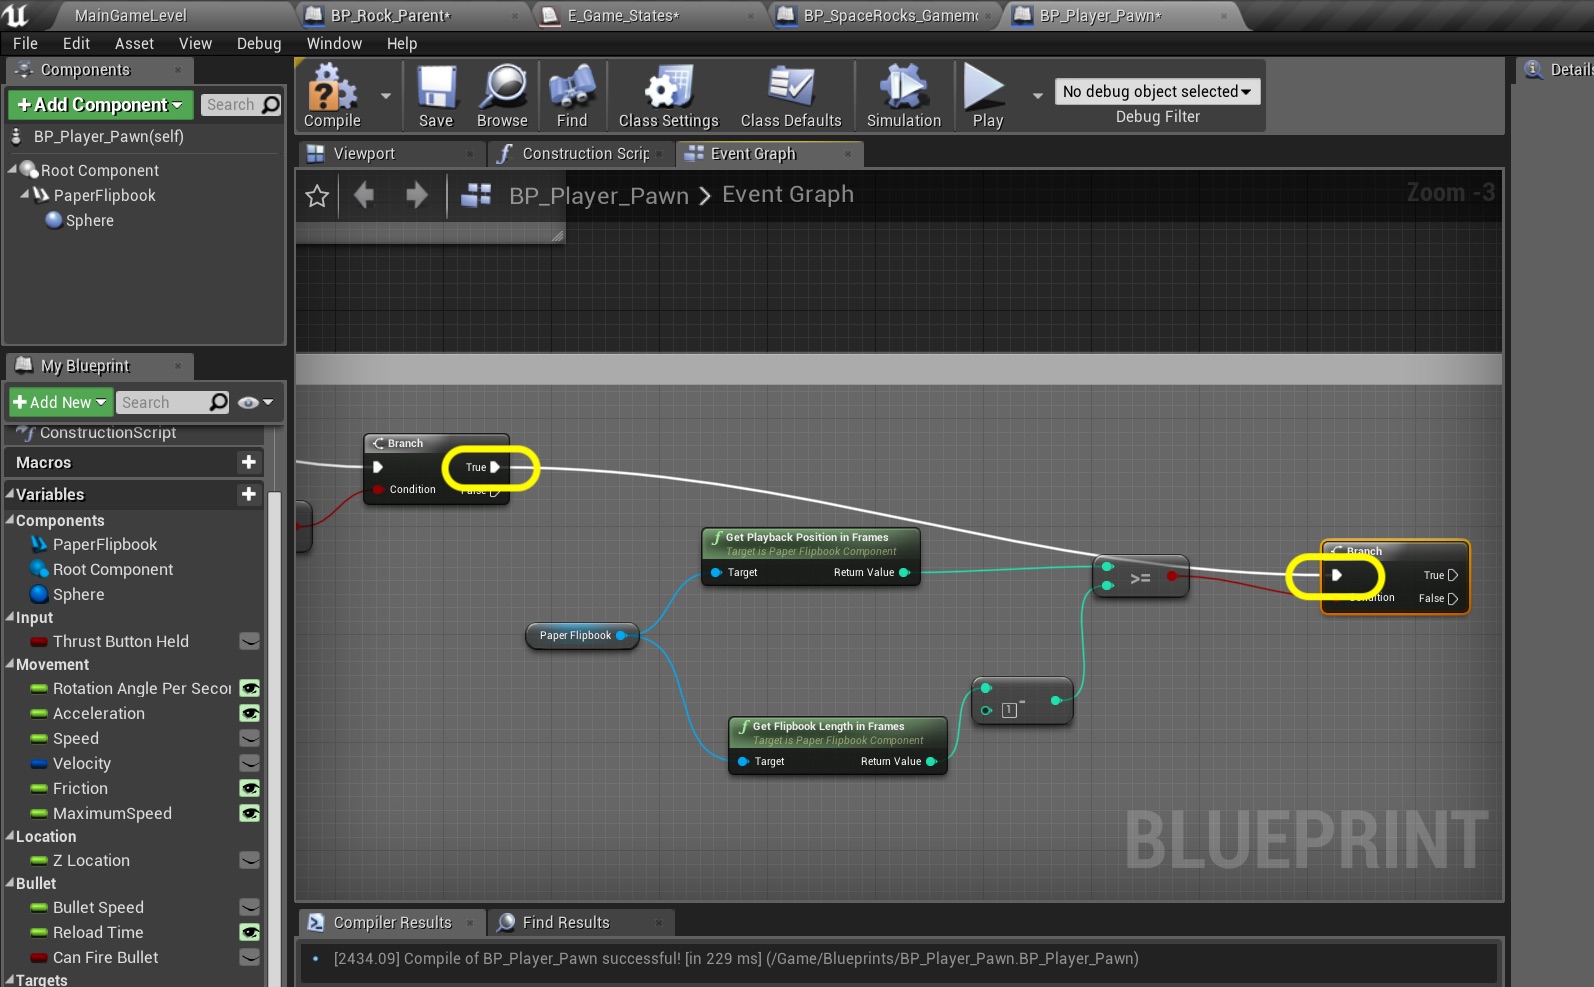 MainGameLevel
BP_Rock_Parent*
E_Game_States*
BP_SpaceRocks_Gamem
BP_Player_Pawn*
File Edit Asset View Debug Window Help
Components
+Add Component
Search
BP_Player_Pawn(self)
Root Component
PaperFlipbook
Sphere
Compile
Save
Browse
Find
Class Settings
Class Defaults
Simulation
Play
No debug object selected
Debug Filter
Details
Viewport
Construction Scrip
Event Graph
BP_Player_Pawn > Event Graph
Zoom -3
My Blueprint
+Add New
Search
ConstructionScript
Macros
Variables
Components
PaperFlipbook
Root Component
Sphere
Input
Thrust Button Held
Movement
Rotation Angle Per Secon
Acceleration
Speed
Velocity
Friction
MaximumSpeed
Location
Z Location
Bullet
Bullet Speed
Reload Time
Can Fire Bullet
Targets
Branch
True
Condition
False
Get Playback Position in Frames
Target is Paper Flipbook Component
Target
Return Value
Paper Flipbook
Get Flipbook Length in Frames
Target is Paper Flipbook Component
Target
Return Value
1
-
>=
Branch
True
Condition
False
BLUEPRINT
Compiler Results
Find Results
[2434.09] Compile of BP_Player_Pawn successful! [in 229 ms] (/Game/Blueprints/BP_Player_Pawn.BP_Player_Pawn)